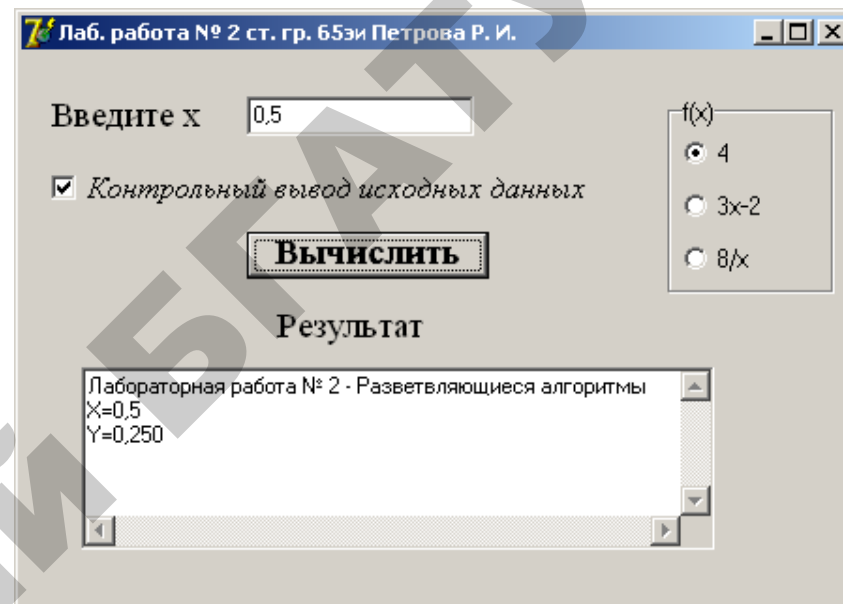 Лаб. работа № 2 ст. гр. 65эи Петрова Р. И.
Введите x
0,5
f(x)
4
3x-2
8/x
Контрольный вывод исходных данных
Вычислить
Результат
Лабораторная работа № 2 - Разветвляющиеся алгоритмы
X=0,5
Y=0,250
БГАТУ